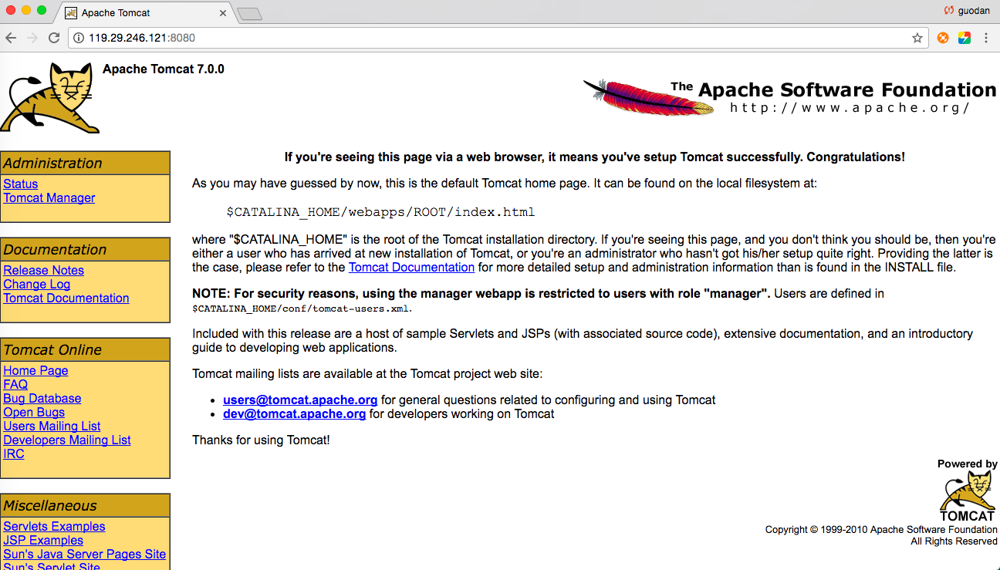 Apache Tomcat
guodan
119.29.246.121:8080
Apache Tomcat 7.0.0
The Apache Software Foundation
http://www.apache.org/
Administration
Status
Tomcat Manager
Documentation
Release Notes
Change Log
Tomcat Documentation
Tomcat Online
Home Page
FAQ
Bug Database
Open Bugs
Users Mailing List
Developers Mailing List
IRC
Miscellaneous
Servlets Examples
JSP Examples
Sun's Java Server Pages Site
Sun's Servlet Site
If you're seeing this page via a web browser, it means you've setup Tomcat successfully. Congratulations!
As you may have guessed by now, this is the default Tomcat home page. It can be found on the local filesystem at:
$CATALINA_HOME/webapps/ROOT/index.html
where "$CATALINA_HOME" is the root of the Tomcat installation directory. If you're seeing this page, and you don't think you should be, then you're
either a user who has arrived at new installation of Tomcat, or you're an administrator who hasn't got his/her setup quite right. Providing the latter is
the case, please refer to the Tomcat Documentation for more detailed setup and administration information than is found in the INSTALL file.
NOTE: For security reasons, using the manager webapp is restricted to users with role "manager". Users are defined in
$CATALINA_HOME/conf/tomcat-users.xml.
Included with this release are a host of sample Servlets and JSPs (with associated source code), extensive documentation, and an introductory
guide to developing web applications.
Tomcat mailing lists are available at the Tomcat project web site:
• users@tomcat.apache.org for general questions related to configuring and using Tomcat
• dev@tomcat.apache.org for developers working on Tomcat
Thanks for using Tomcat!
Powered by
TOMCAT
Copyright © 1999-2010 Apache Software Foundation
All Rights Reserved